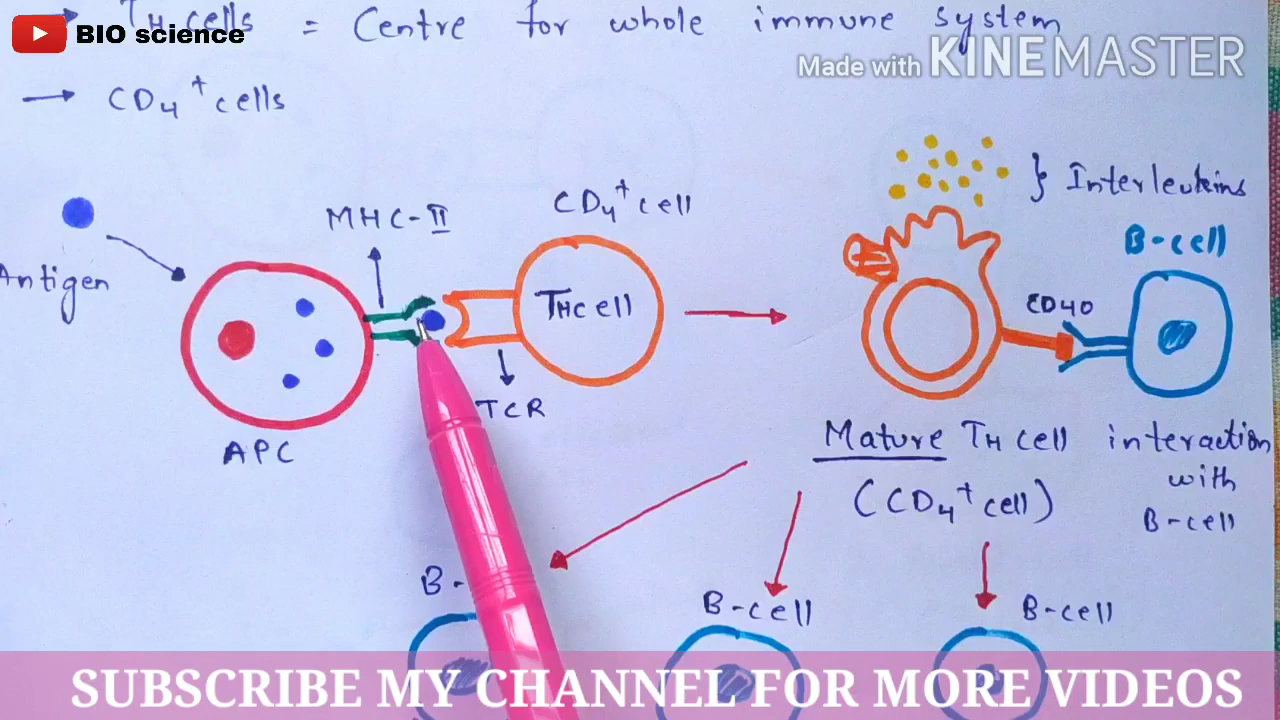 → TH cells = Centre for whole immune system
BIO science
Made with KINEMASTER
→ CD4+ cells
Interleukins
CD4+ cell
MHC-II
B-cell
Antigen
TH cell
CD40
TCR
APC
Mature TH cell interaction
with
(CD4+ cell)
B-cell
B-
B-cell
B-cell
SUBSCRIBE MY CHANNEL FOR MORE VIDEOS